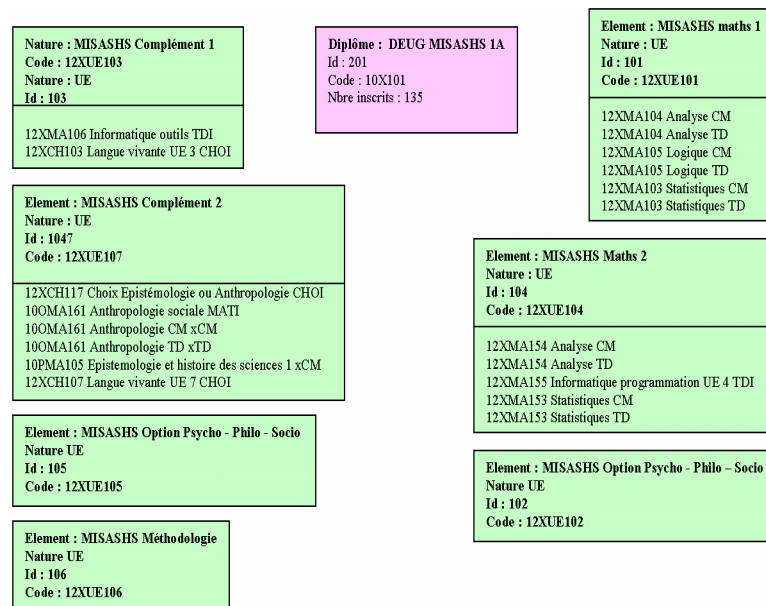 Nature : MISASHS Complément 1
Code : 12XUE103
Nature : UE
Id : 103
12XMA106 Informatique outils TDI
12XCH103 Langue vivante UE 3 CHOI
Diplôme : DEUG MISASHS 1A
Id : 201
Code : 10X101
Nbre inscrits : 135
Element : MISASHS maths 1
Nature : UE
Id : 101
Code : 12XUE101
12XMA104 Analyse CM
12XMA104 Analyse TD
12XMA105 Logique CM
12XMA105 Logique TD
12XMA103 Statistiques CM
12XMA103 Statistiques TD
Element : MISASHS Complément 2
Nature : UE
Id : 1047
Code : 12XUE107
12XCH117 Choix Epistémologie ou Anthropologie CHOI
10OMA161 Anthropologie sociale MATI
10OMA161 Anthropologie CM xCM
10OMA161 Anthropologie TD xTD
10PMA105 Epistemologie et histoire des sciences 1 xCM
12XCH107 Langue vivante UE 7 CHOI
Element : MISASHS Maths 2
Nature : UE
Id : 104
Code : 12XUE104
12XMA154 Analyse CM
12XMA154 Analyse TD
12XMA155 Informatique programmation UE 4 TDI
12XMA153 Statistiques CM
12XMA153 Statistiques TD
Element : MISASHS Option Psycho - Philo - Socio
Nature UE
Id : 105
Code : 12XUE105
Element : MISASHS Option Psycho - Philo – Socio
Nature UE
Id : 102
Code : 12XUE102
Element : MISASHS Méthodologie
Nature UE
Id : 106
Code : 12XUE106